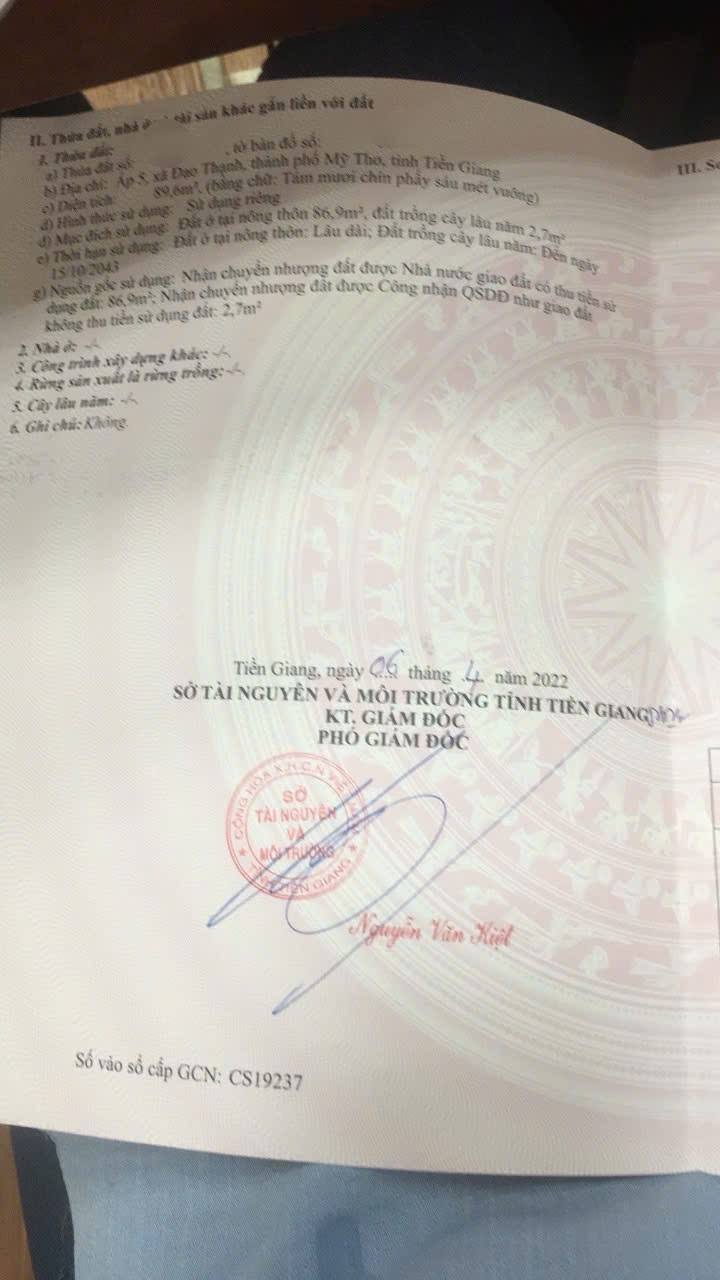 II. Thửa đất, nhà ở tài sản khác gắn liền với đất
III. S
1. Thửa đất:
a) Thửa đất số: , tờ bản đồ số:
b) Địa chỉ: Ấp 5, xã Đạo Thạnh, thành phố Mỹ Tho, tỉnh Tiền Giang
c) Diện tích: 89,6m², (bằng chữ: Tám mươi chín phẩy sáu mét vuông)
d) Hình thức sử dụng: Sử dụng riêng
đ) Mục đích sử dụng: Đất ở tại nông thôn 86,9m², đất trồng cây lâu năm 2,7m²
e) Thời hạn sử dụng: Đất ở tại nông thôn: Lâu dài; Đất trồng cây lâu năm: Đến ngày
15/10/2043
g) Nguồn gốc sử dụng: Nhận chuyển nhượng đất được Nhà nước giao đất có thu tiền sử
dụng đất: 86,9m²; Nhận chuyển nhượng đất được Công nhận QSDĐ như giao đất
không thu tiền sử dụng đất: 2,7m²
2. Nhà ở: -/-.
3. Công trình xây dựng khác: -/-.
4. Rừng sản xuất là rừng trồng: -/-.
5. Cây lâu năm: -/-.
6. Ghi chú: Không.
Tiền Giang, ngày 06 tháng 4 năm 2022
SỞ TÀI NGUYÊN VÀ MÔI TRƯỜNG TỈNH TIỀN GIANG
KT. GIÁM ĐỐC
PHÓ GIÁM ĐỐC
CỘNG HÒA X.H.C.N VIỆT NAM
SỞ
TÀI NGUYÊN
VÀ
MÔI TRƯỜNG
TỈNH TIỀN GIANG
Nguyễn Văn Kiệt
Số vào sổ cấp GCN: CS19237